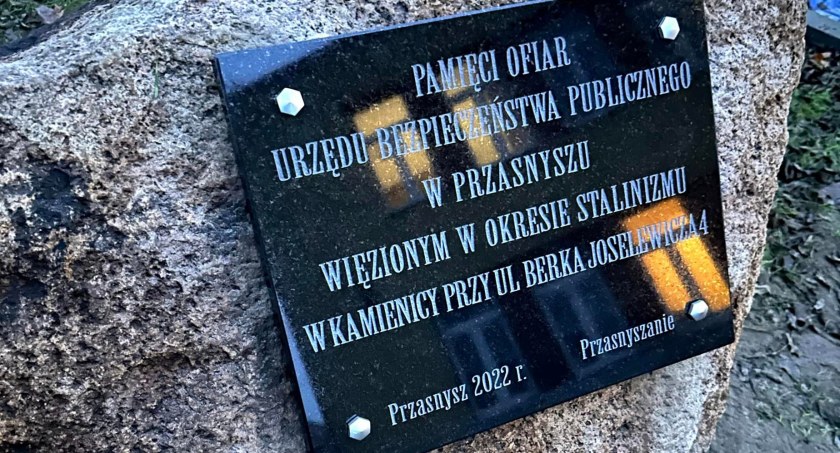 PAMIĘCI OFIAR
URZĘDU BEZPIECZEŃSTWA PUBLICZNEGO
W PRZASNYSZU
WIĘZIONYM W OKRESIE STALINIZMU
W KAMIENICY PRZY UL BERKA JOSELEWICZA 4
Przasnysz 2022 r. Przasnyszanie